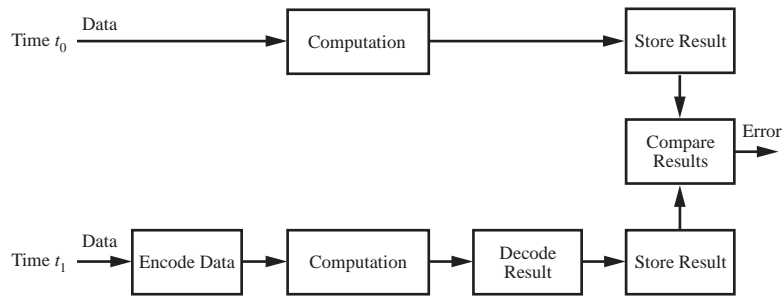 Data
Time t0
Computation
Store Result
Compare
Results
Error
Data
Time t1
Encode Data
Computation
Decode
Result
Store Result